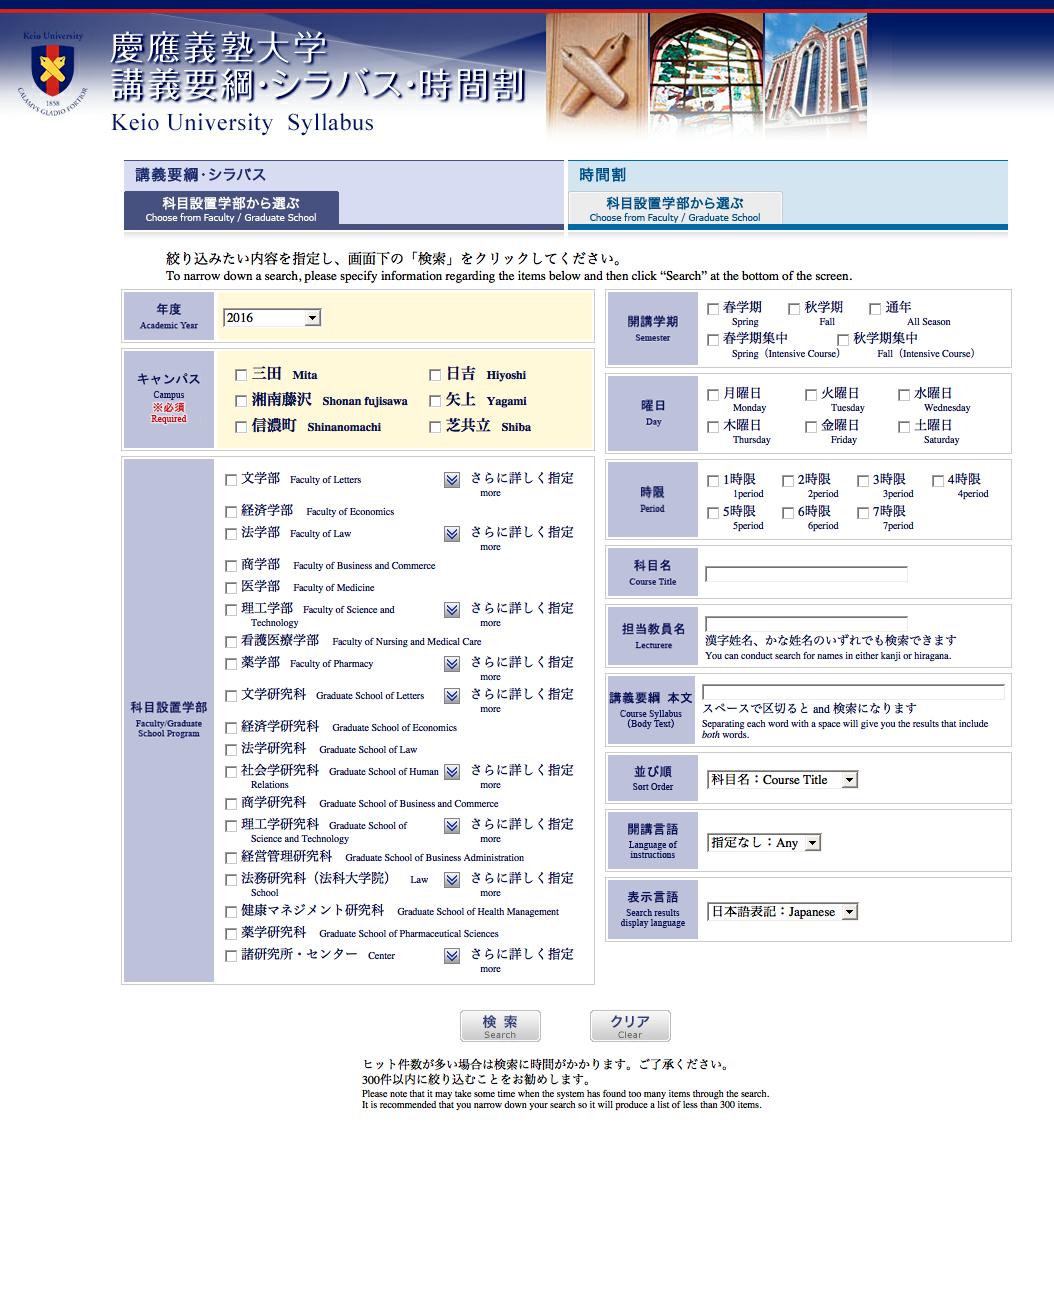 Keio University
1858
CALAMVS GLADIO FORTIOR
慶應義塾大学
講義要綱・シラバス・時間割
Keio University Syllabus
講義要綱・シラバス
科目設置学部から選ぶ
Choose from Faculty / Graduate School
時間割
科目設置学部から選ぶ
Choose from Faculty / Graduate School
絞り込みたい内容を指定し、画面下の「検索」をクリックしてください。
To narrow down a search, please specify information regarding the items below and then click “Search” at the bottom of the screen.
年度
Academic Year
2016
キャンパス
Campus
※必須
Required
三田 Mita
日吉 Hiyoshi
湘南藤沢 Shonan fujisawa
矢上 Yagami
信濃町 Shinanomachi
芝共立 Shiba
科目設置学部
Faculty/Graduate
School Program
文学部 Faculty of Letters
さらに詳しく指定
more
経済学部 Faculty of Economics
法学部 Faculty of Law
さらに詳しく指定
more
商学部 Faculty of Business and Commerce
医学部 Faculty of Medicine
理工学部 Faculty of Science and
Technology
さらに詳しく指定
more
看護医療学部 Faculty of Nursing and Medical Care
薬学部 Faculty of Pharmacy
さらに詳しく指定
more
文学研究科 Graduate School of Letters
さらに詳しく指定
more
経済学研究科 Graduate School of Economics
法学研究科 Graduate School of Law
社会学研究科 Graduate School of Human
Relations
さらに詳しく指定
more
商学研究科 Graduate School of Business and Commerce
理工学研究科 Graduate School of
Science and Technology
さらに詳しく指定
more
経営管理研究科 Graduate School of Business Administration
法務研究科（法科大学院） Law
School
さらに詳しく指定
more
健康マネジメント研究科 Graduate School of Health Management
薬学研究科 Graduate School of Pharmaceutical Sciences
諸研究所・センター Center
さらに詳しく指定
more
開講学期
Semester
春学期 秋学期 通年
Spring Fall All Season
春学期集中 秋学期集中
Spring（Intensive Course） Fall（Intensive Course）
曜日
Day
月曜日 火曜日 水曜日
Monday Tuesday Wednesday
木曜日 金曜日 土曜日
Thursday Friday Saturday
時限
Period
1時限 2時限 3時限 4時限
1period 2period 3period 4period
5時限 6時限 7時限
5period 6period 7period
科目名
Course Title
担当教員名
Lecturere
漢字姓名、かな姓名のいずれでも検索できます
You can conduct search for names in either kanji or hiragana.
講義要綱 本文
Course Syllabus
（Body Text）
スペースで区切ると and 検索になります
Separating each word with a space will give you the results that include
both words.
並び順
Sort Order
科目名：Course Title
開講言語
Language of
instructions
指定なし：Any
表示言語
Search results
display language
日本語表記：Japanese
検 索
Search
クリア
Clear
ヒット件数が多い場合は検索に時間がかかります。ご了承ください。
300件以内に絞り込むことをお勧めします。
Please note that it may take some time when the system has found too many items through the search.
It is recommended that you narrow down your search so it will produce a list of less than 300 items.